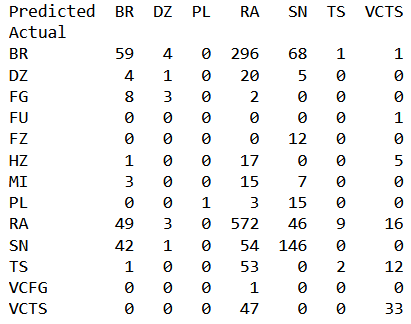 Predicted BR DZ PL RA SN TS VCTS
Actual
BR 59 4 0 296 68 1 1
DZ 4 1 0 20 5 0 0
FG 8 3 0 2 0 0 0
FU 0 0 0 0 0 0 1
FZ 0 0 0 0 12 0 0
HZ 1 0 0 17 0 0 5
MI 3 0 0 15 7 0 0
PL 0 0 1 3 15 0 0
RA 49 3 0 572 46 9 16
SN 42 1 0 54 146 0 0
TS 1 0 0 53 0 2 12
VCFG 0 0 0 1 0 0 0
VCTS 0 0 0 47 0 0 33